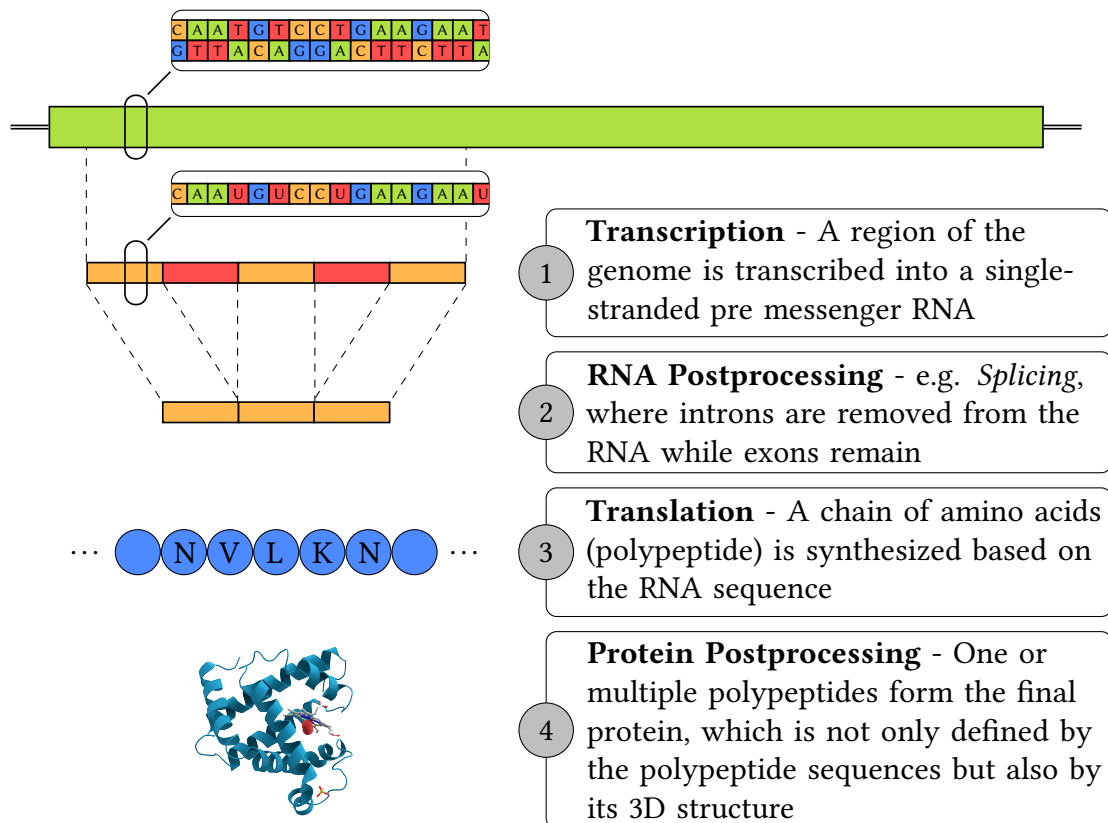 CAATGTCCTGAAGAAT
GTTACAGGACTTCTTA
CAAUGUCCUGAAGAAU
1
Transcription - A region of the
genome is transcribed into a single-
stranded pre messenger RNA
2
RNA Postprocessing - e.g. Splicing,
where introns are removed from the
RNA while exons remain
... N V L K N ...
3
Translation - A chain of amino acids
(polypeptide) is synthesized based on
the RNA sequence
4
Protein Postprocessing - One or
multiple polypeptides form the final
protein, which is not only defined by
the polypeptide sequences but also by
its 3D structure